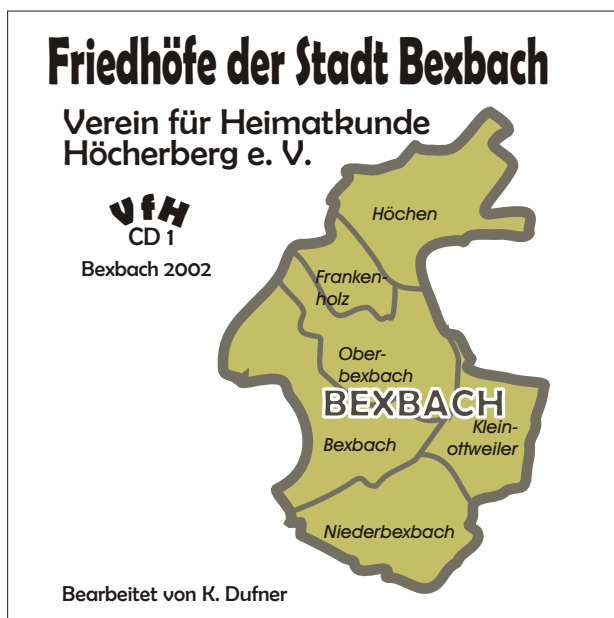 Friedhöfe der Stadt Bexbach
Verein für Heimatkunde
Höcherberg e. V.
VfH
CD 1
Bexbach 2002
Höchen
Franken-
holz
Ober-
bexbach
BEXBACH
Klein-
ottweiler
Bexbach
Niederbexbach
Bearbeitet von K. Dufner